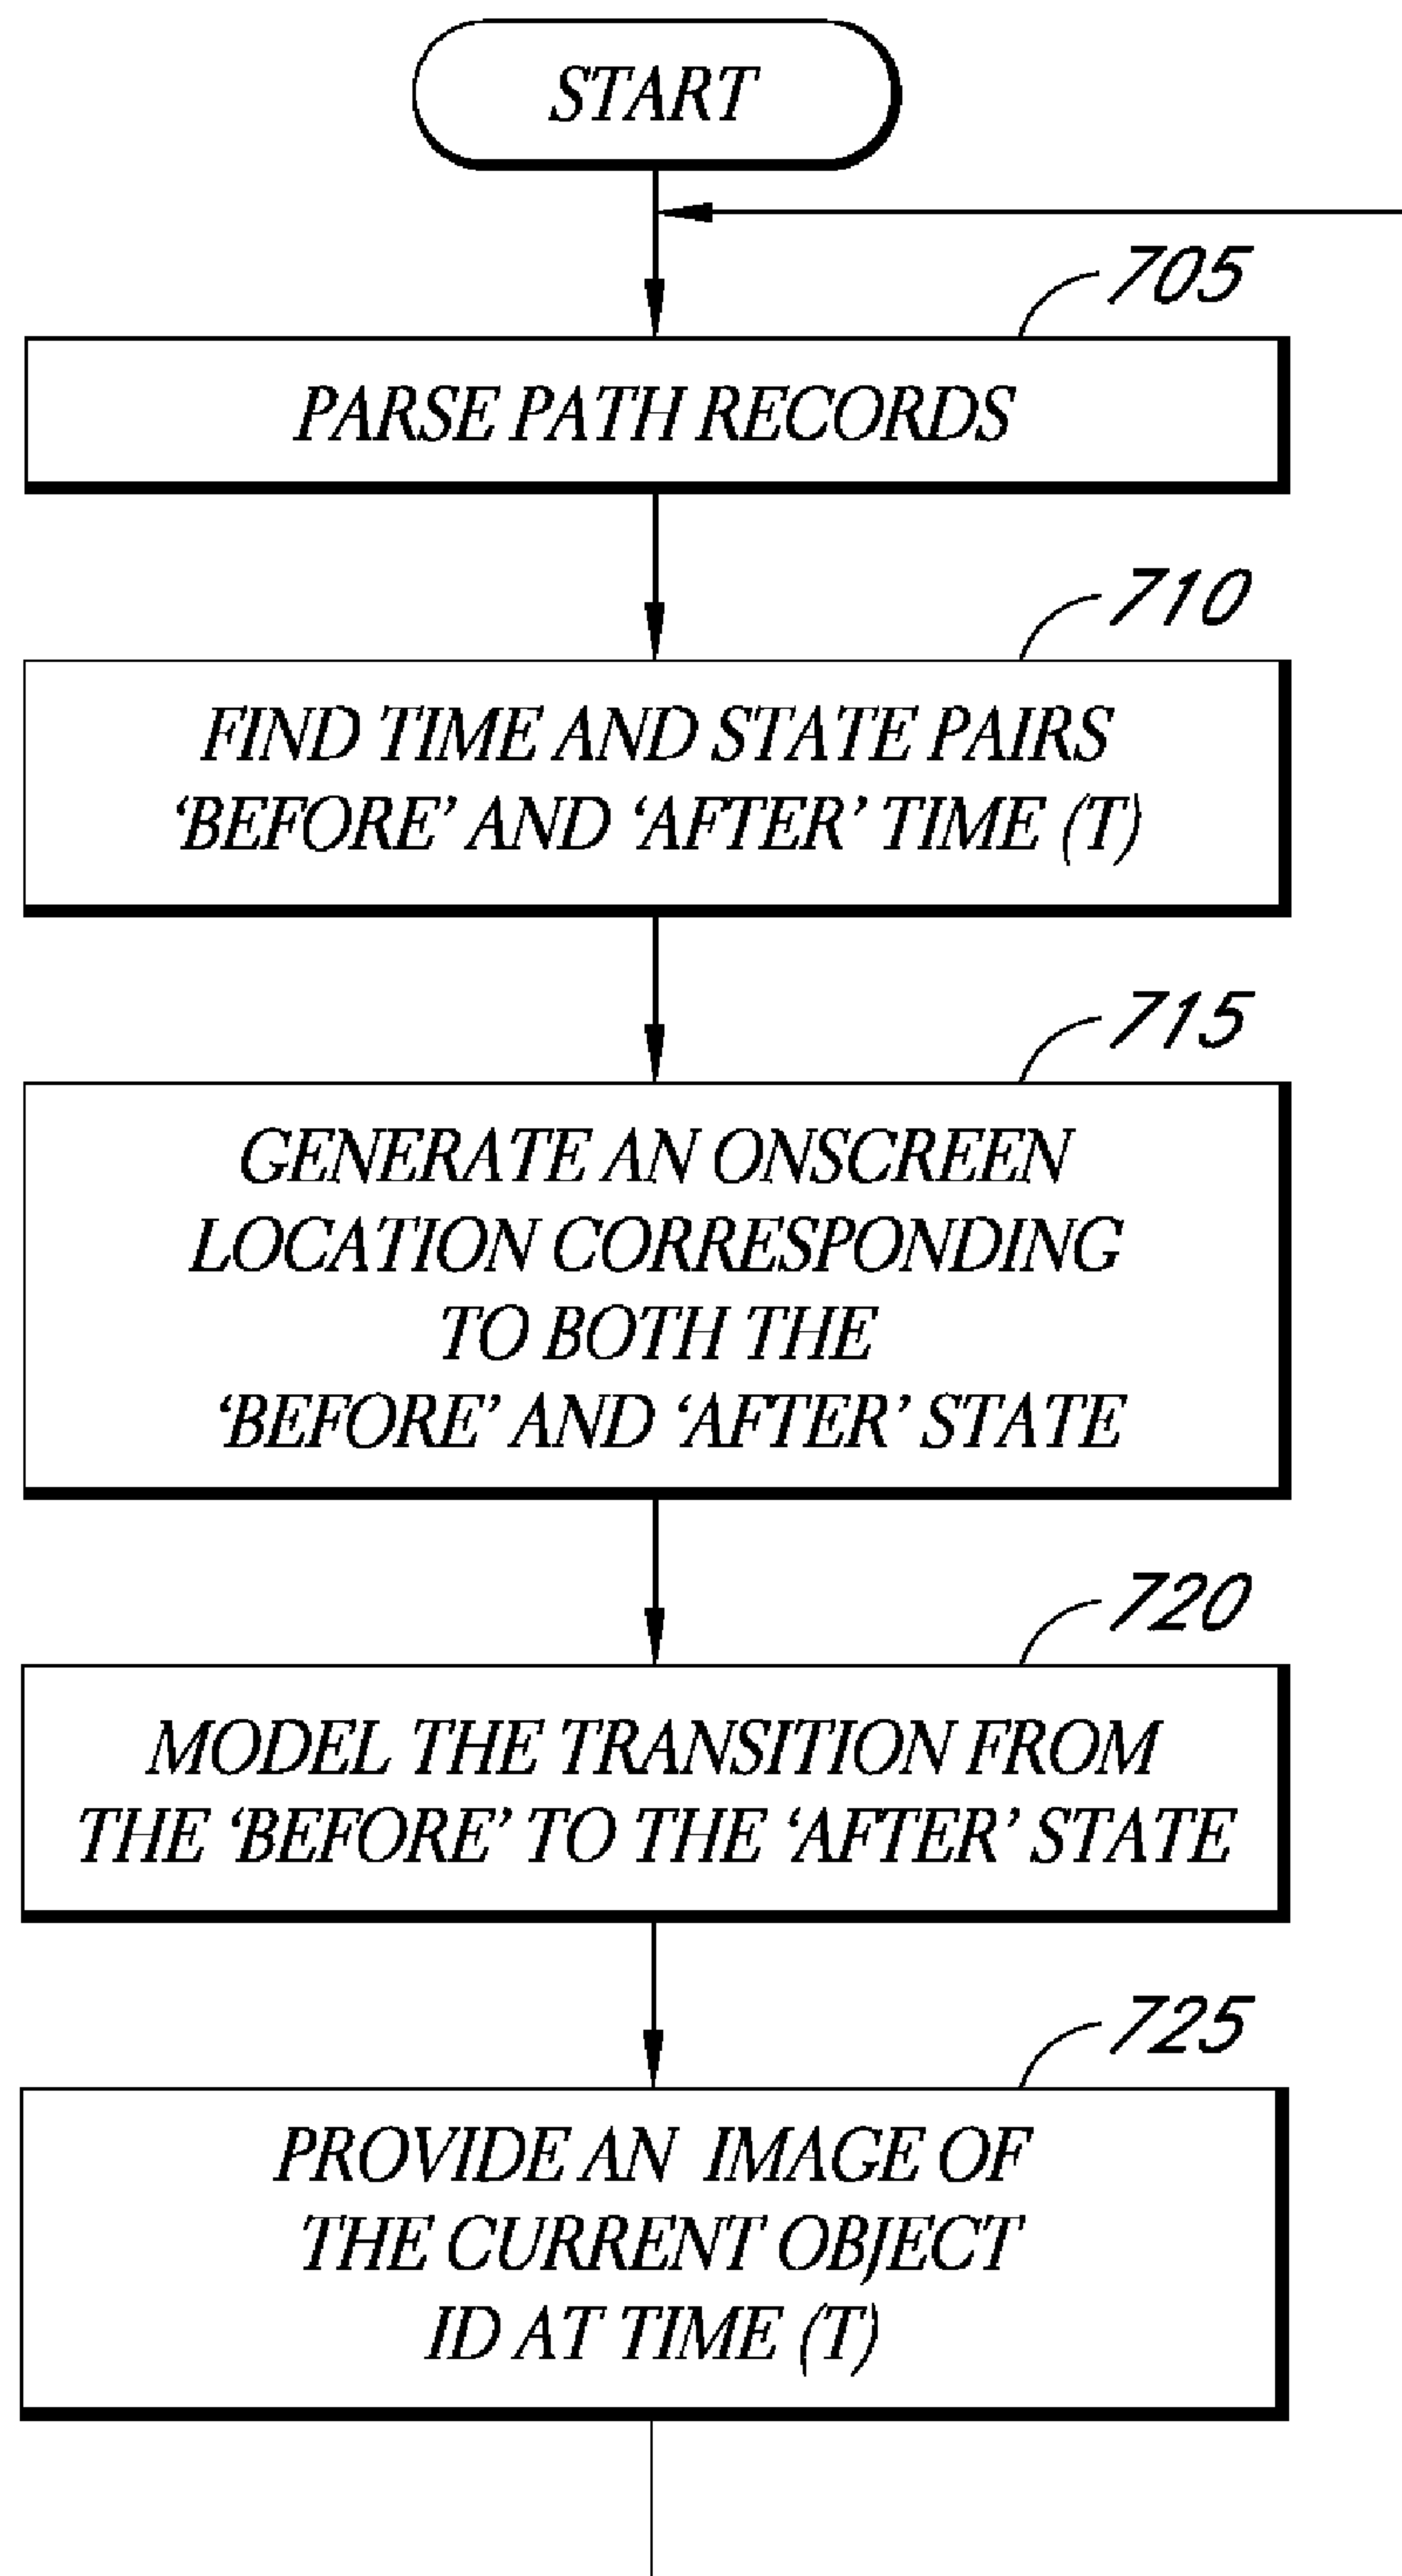 START
705
PARSE PATH RECORDS
710
FIND TIME AND STATE PAIRS
‘BEFORE’ AND ‘AFTER’ TIME (T)
715
GENERATE AN ONSCREEN
LOCATION CORRESPONDING
TO BOTH THE
‘BEFORE’ AND ‘AFTER’ STATE
720
MODEL THE TRANSITION FROM
THE ‘BEFORE’ TO THE ‘AFTER’ STATE
725
PROVIDE AN IMAGE OF
THE CURRENT OBJECT
ID AT TIME (T)